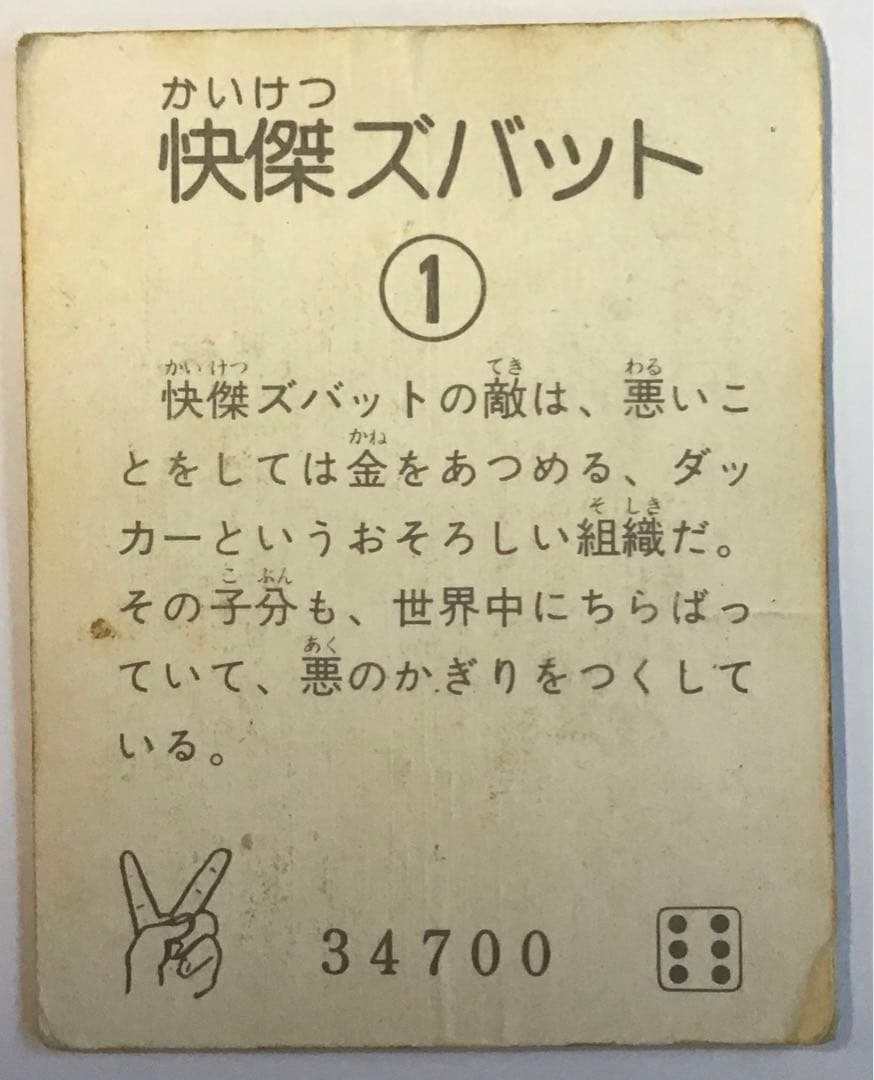 かいけつ
快傑ズバット
①
かいけつ てき わる
快傑ズバットの敵は、悪いこ
かね
とをしては金をあつめる、ダッ
そしき
カーというおそろしい組織だ。
こぶん
その子分も、世界中にちらばっ
あく
ていて、悪のかぎりをつくして
いる。
34700